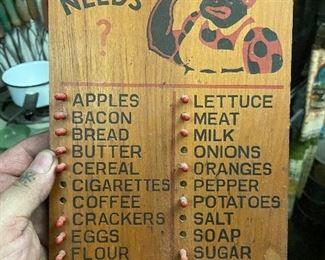 NEEDS
?
APPLES
BACON
BREAD
BUTTER
CEREAL
CIGARETTES
COFFEE
CRACKERS
EGGS
FLOUR
LETTUCE
MEAT
MILK
ONIONS
ORANGES
PEPPER
POTATOES
SALT
SOAP
SUGAR